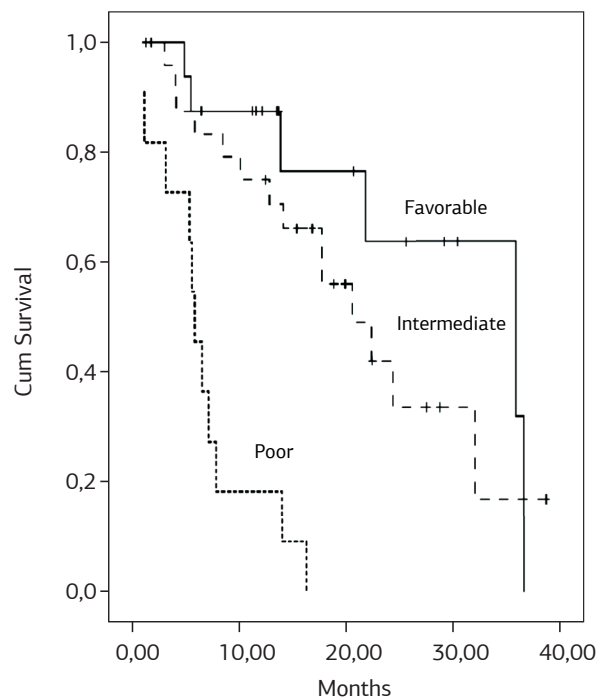 1,0
0,8
0,6
0,4
0,2
0,0
Cum Survival
Favorable
Intermediate
Poor
0,00 10,00 20,00 30,00 40,00
Months